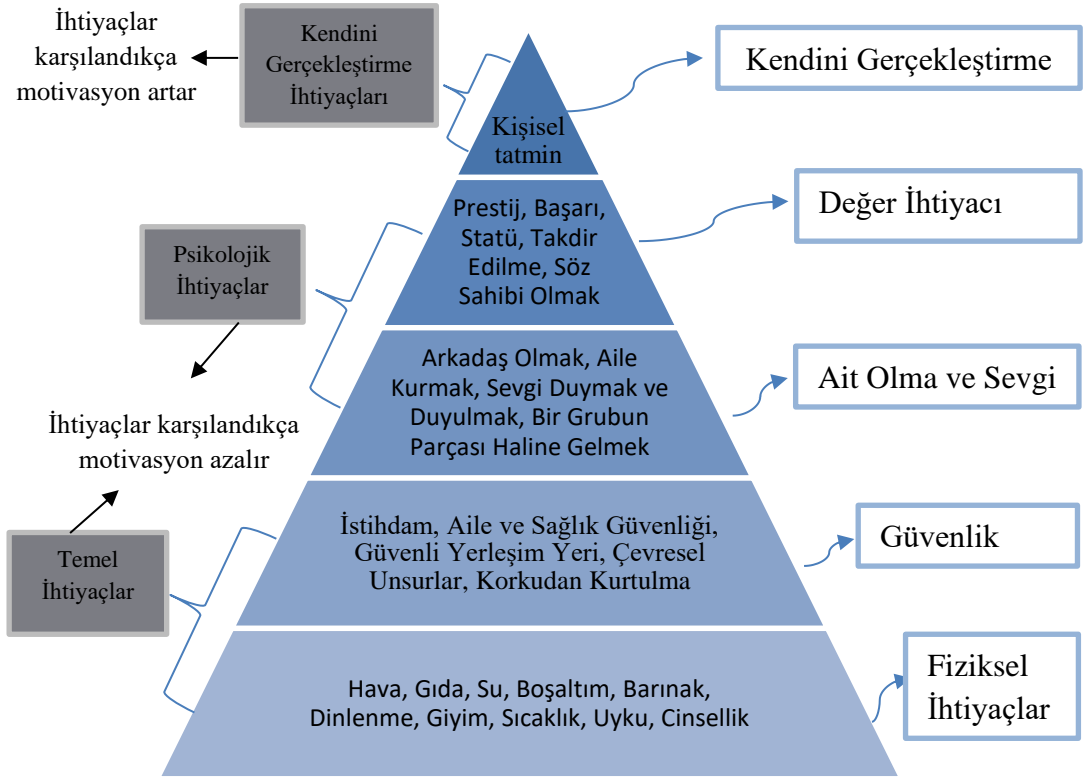 İhtiyaçlar
karşılandıkça
motivasyon artar
Kendini
Gerçekleştirme
İhtiyaçları
Kişisel
tatmin
Kendini Gerçekleştirme
Prestij, Başarı,
Statü, Takdir
Edilme, Söz
Sahibi Olmak
Değer İhtiyacı
Psikolojik
İhtiyaçlar
Arkadaş Olmak, Aile
Kurmak, Sevgi Duymak ve
Duyulmak, Bir Grubun
Parçası Haline Gelmek
Ait Olma ve Sevgi
İhtiyaçlar karşılandıkça
motivasyon azalır
Temel
İhtiyaçlar
İstihdam, Aile ve Sağlık Güvenliği,
Güvenli Yerleşim Yeri, Çevresel
Unsurlar, Korkudan Kurtulma
Güvenlik
Hava, Gıda, Su, Boşaltım, Barınak,
Dinlenme, Giyim, Sıcaklık, Uyku, Cinsellik
Fiziksel
İhtiyaçlar